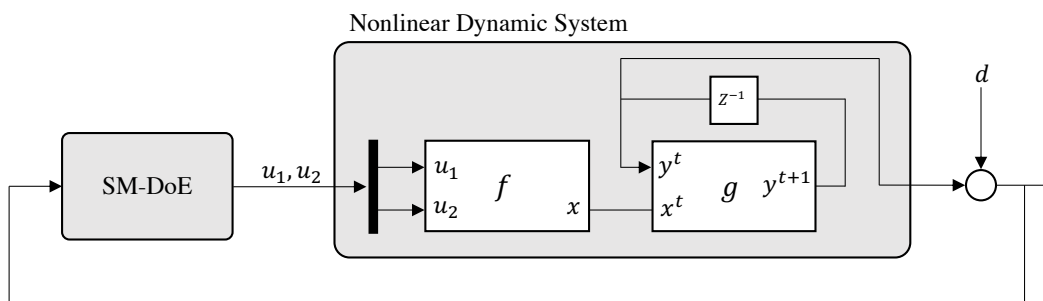 Nonlinear Dynamic System
SM-DoE
u₁, u₂
u₁
u₂
f
x
Z⁻¹
yᵗ
xᵗ
g
yᵗ⁺¹
d